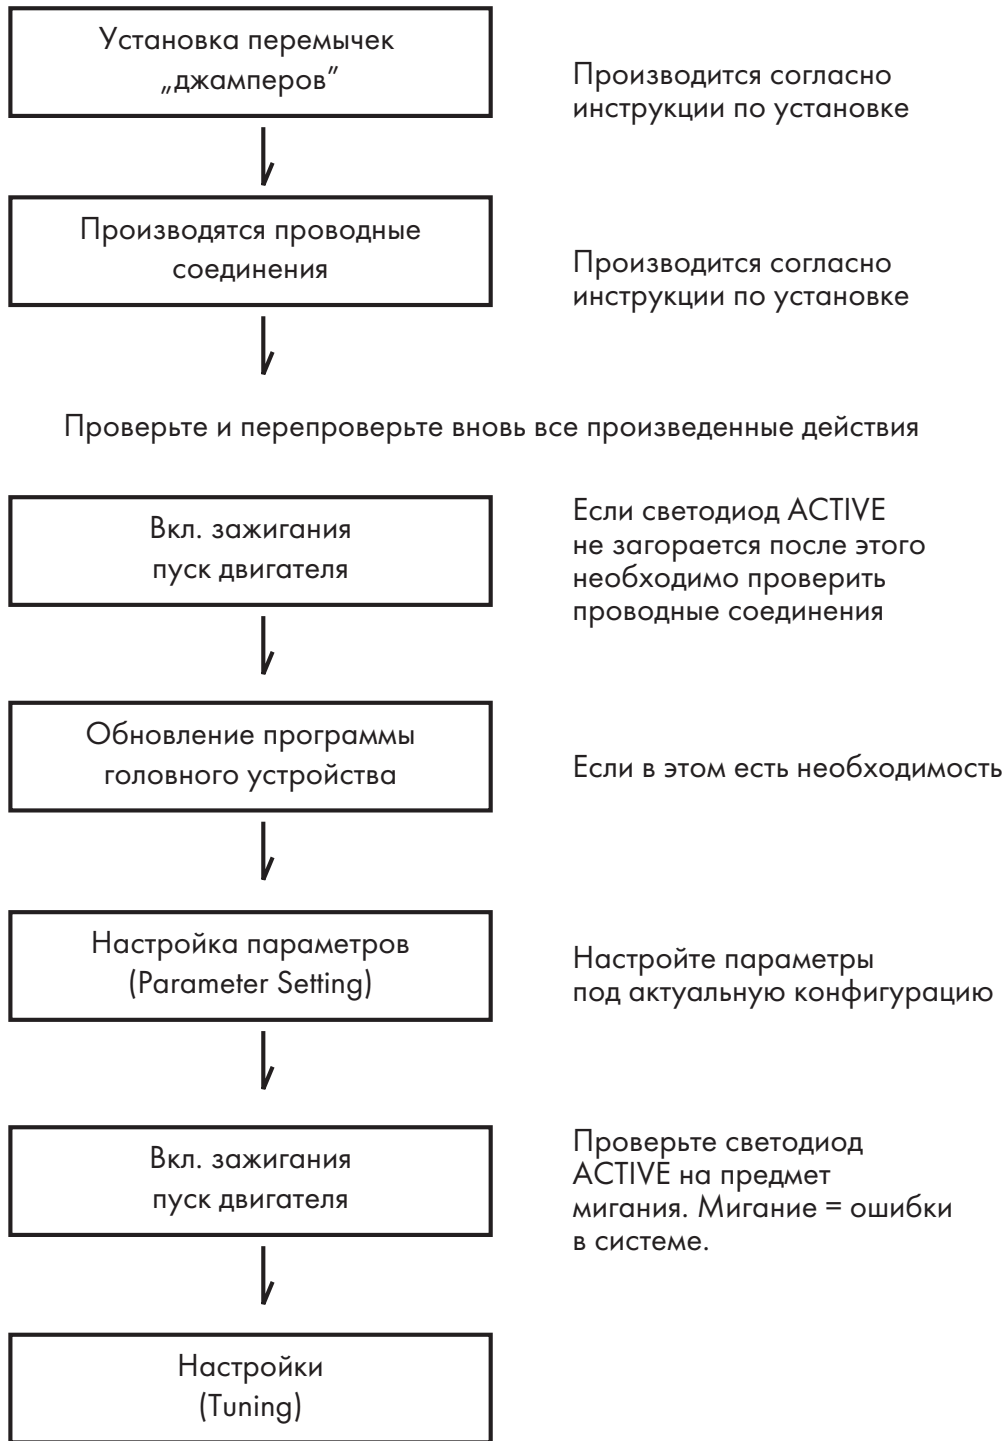 Установка перемычек
„джамперов”
Производится согласно
инструкции по установке
Производятся проводные
соединения
Производится согласно
инструкции по установке
Проверьте и перепроверьте вновь все произведенные действия
Вкл. зажигания
пуск двигателя
Если светодиод ACTIVE
не загорается после этого
необходимо проверить
проводные соединения
Обновление программы
головного устройства
Если в этом есть необходимость
Настройка параметров
(Parameter Setting)
Настройте параметры
под актуальную конфигурацию
Вкл. зажигания
пуск двигателя
Проверьте светодиод
ACTIVE на предмет
мигания. Мигание = ошибки
в системе.
Настройки
(Tuning)